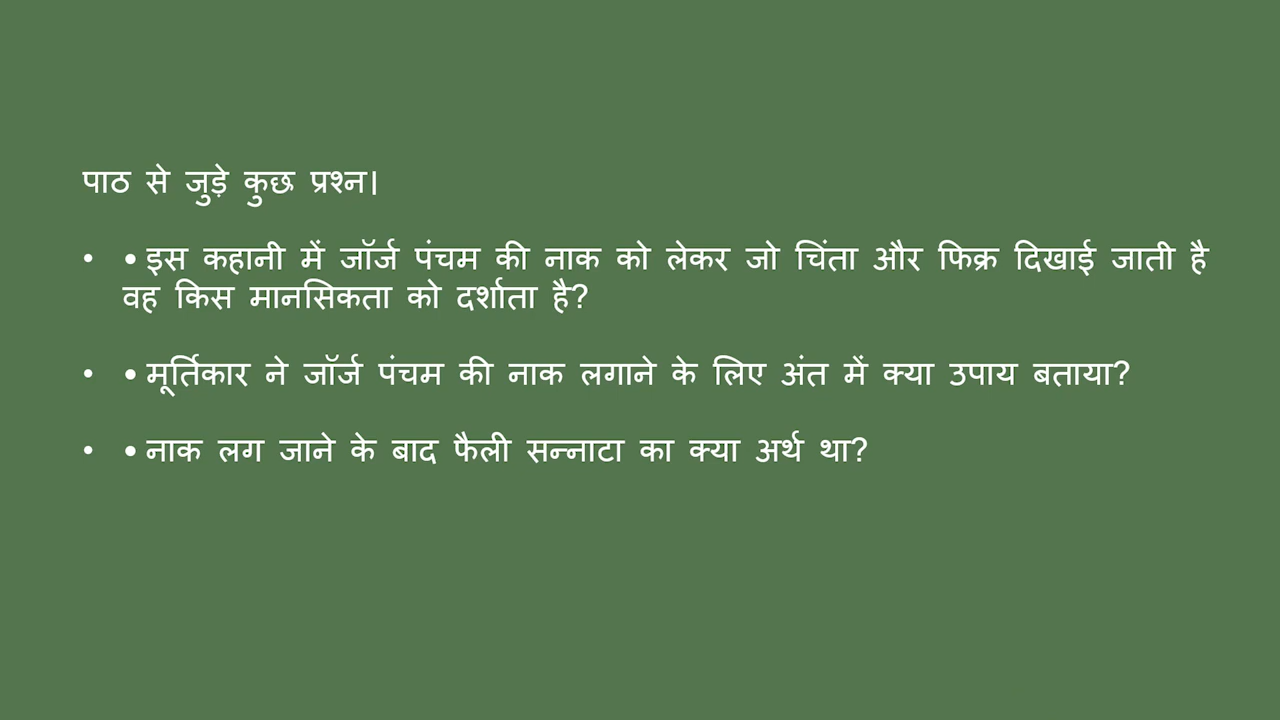 पाठ से जुड़े कुछ प्रश्न।
• • इस कहानी में जॉर्ज पंचम की नाक को लेकर जो चिंता और फिक्र दिखाई जाती है
वह किस मानसिकता को दर्शाता है?
• • मूर्तिकार ने जॉर्ज पंचम की नाक लगाने के लिए अंत में क्या उपाय बताया?
• • नाक लग जाने के बाद फैली सन्नाटा का क्या अर्थ था?